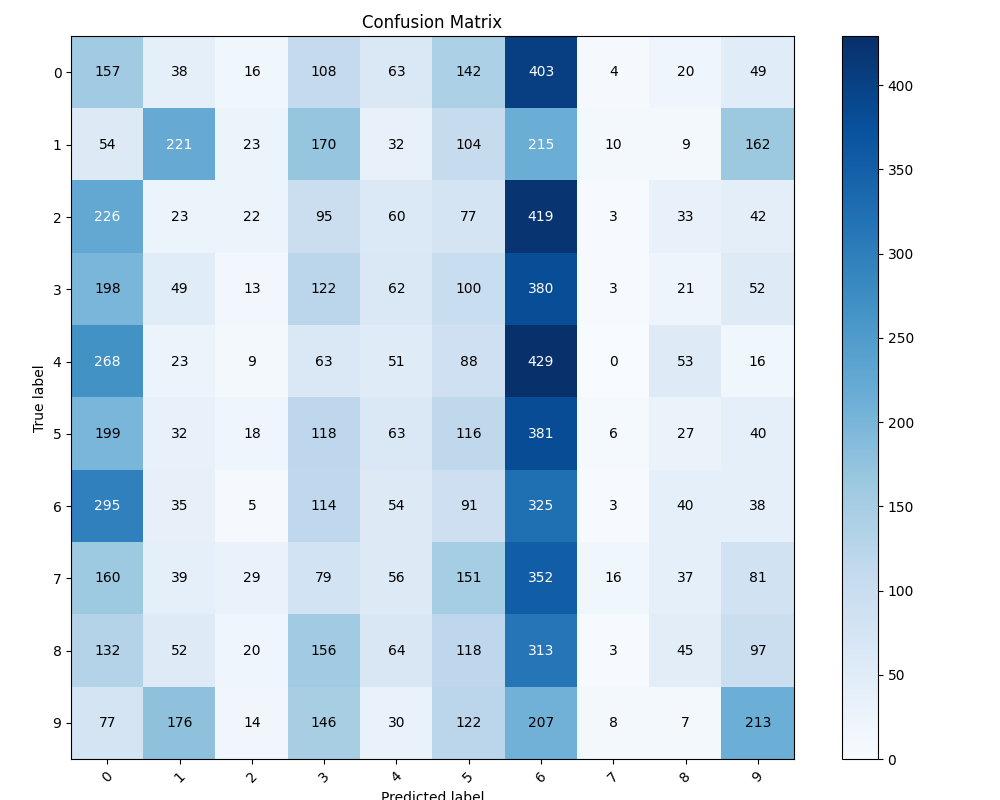 Confusion Matrix
0 157 38 16 108 63 142 403 4 20 49
1 54 221 23 170 32 104 215 10 9 162
2 226 23 22 95 60 77 419 3 33 42
3 198 49 13 122 62 100 380 3 21 52
4 268 23 9 63 51 88 429 0 53 16
5 199 32 18 118 63 116 381 6 27 40
6 295 35 5 114 54 91 325 3 40 38
7 160 39 29 79 56 151 352 16 37 81
8 132 52 20 156 64 118 313 3 45 97
9 77 176 14 146 30 122 207 8 7 213
0 1 2 3 4 5 6 7 8 9
Predicted label
True label
400
350
300
250
200
150
100
50
0